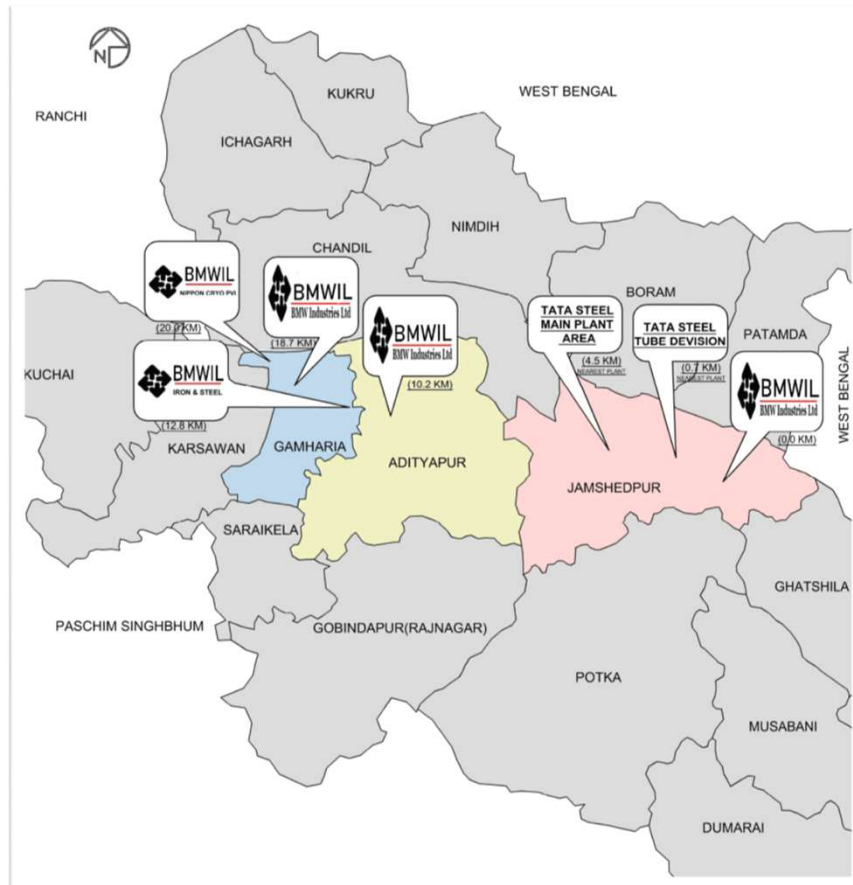 N
KUKRU
WEST BENGAL
RANCHI
ICHAGARH
NIMDIH
CHANDIL
BMWIL
NIPPON CRYO PVT
BMWIL
BMW Industries Ltd
BORAM
BMWIL
BMW Industries Ltd
TATA STEEL
MAIN PLANT
AREA
TATA STEEL
TUBE DEVISION
PATAMDA
(18.7 KM)
(4.5 KM)
NEAREST PLANT
(0.7 KM)
NEAREST PLANT
WEST BENGAL
KUCHAI
BMWIL
IRON & STEEL
(10.2 KM)
BMWIL
BMW Industries Ltd
(12.8 KM)
(0.0 KM)
KARSAWAN
GAMHARIA
ADITYAPUR
JAMSHEDPUR
SARAIKELA
GHATSHILA
PASCHIM SINGHBHUM
GOBINDAPUR(RAJNAGAR)
POTKA
MUSABANI
DUMARAI